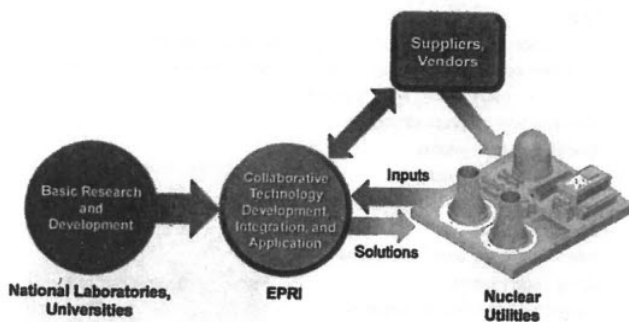 Suppliers,
Vendors
Basic Research
and
Development
Collaborative
Technology
Development,
Integration, and
Application
Inputs
Solutions
National Laboratories,
Universities
EPRI
Nuclear
Utilities